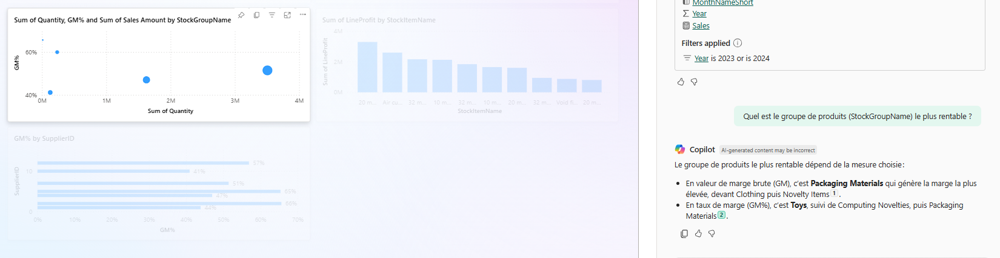 Sum of Quantity, GM% and Sum of Sales Amount by StockGroupName
60%
40%
GM%
0M
1M
2M
3M
4M
Sum of Quantity
Sum of LineProfit by StockItemName
4M
2M
0M
Sum of LineProfit
20 m...
Air cu...
32 m...
10 m...
32 m...
10 m...
20 m...
32 m...
Void fi...
20 m...
StockItemName
GM% by SupplierID
SupplierID
10
0
57%
41%
51%
65%
47%
66%
44%
0%
10%
20%
30%
40%
50%
60%
70%
GM%
MonthNameShort
Year
Sales
Filters applied
Year is 2023 or is 2024
Quel est le groupe de produits (StockGroupName) le plus rentable ?
Copilot AI-generated content may be incorrect
Le groupe de produits le plus rentable dépend de la mesure choisie :
• En valeur de marge brute (GM), c'est Packaging Materials qui génère la marge la plus
élevée, devant Clothing puis Novelty Items 1 .
• En taux de marge (GM%), c'est Toys, suivi de Computing Novelties, puis Packaging
Materials 2 .